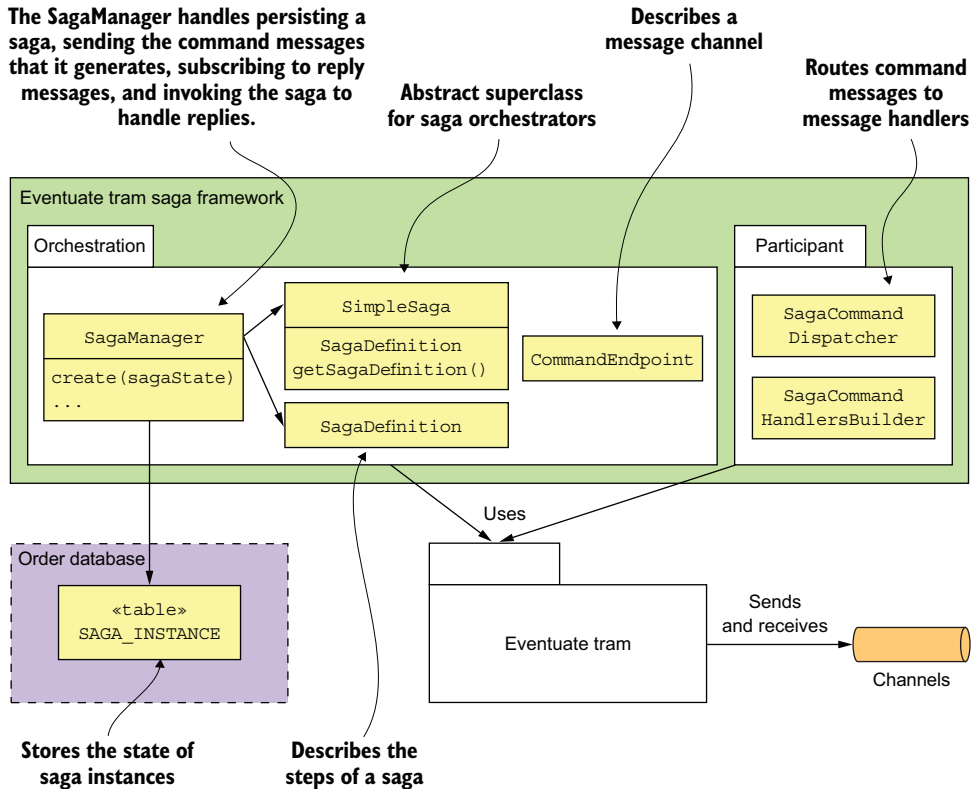 The SagaManager handles persisting a
saga, sending the command messages
that it generates, subscribing to reply
messages, and invoking the saga to
handle replies.
Abstract superclass
for saga orchestrators
Describes a
message channel
Routes command
messages to
message handlers
Eventuate tram saga framework
Orchestration
SagaManager
create(sagaState)
...
SimpleSaga
SagaDefinition
getSagaDefinition()
SagaDefinition
CommandEndpoint
Participant
SagaCommand
Dispatcher
SagaCommand
HandlersBuilder
Uses
Order database
«table»
SAGA_INSTANCE
Eventuate tram
Sends
and receives
Channels
Stores the state of
saga instances
Describes the
steps of a saga